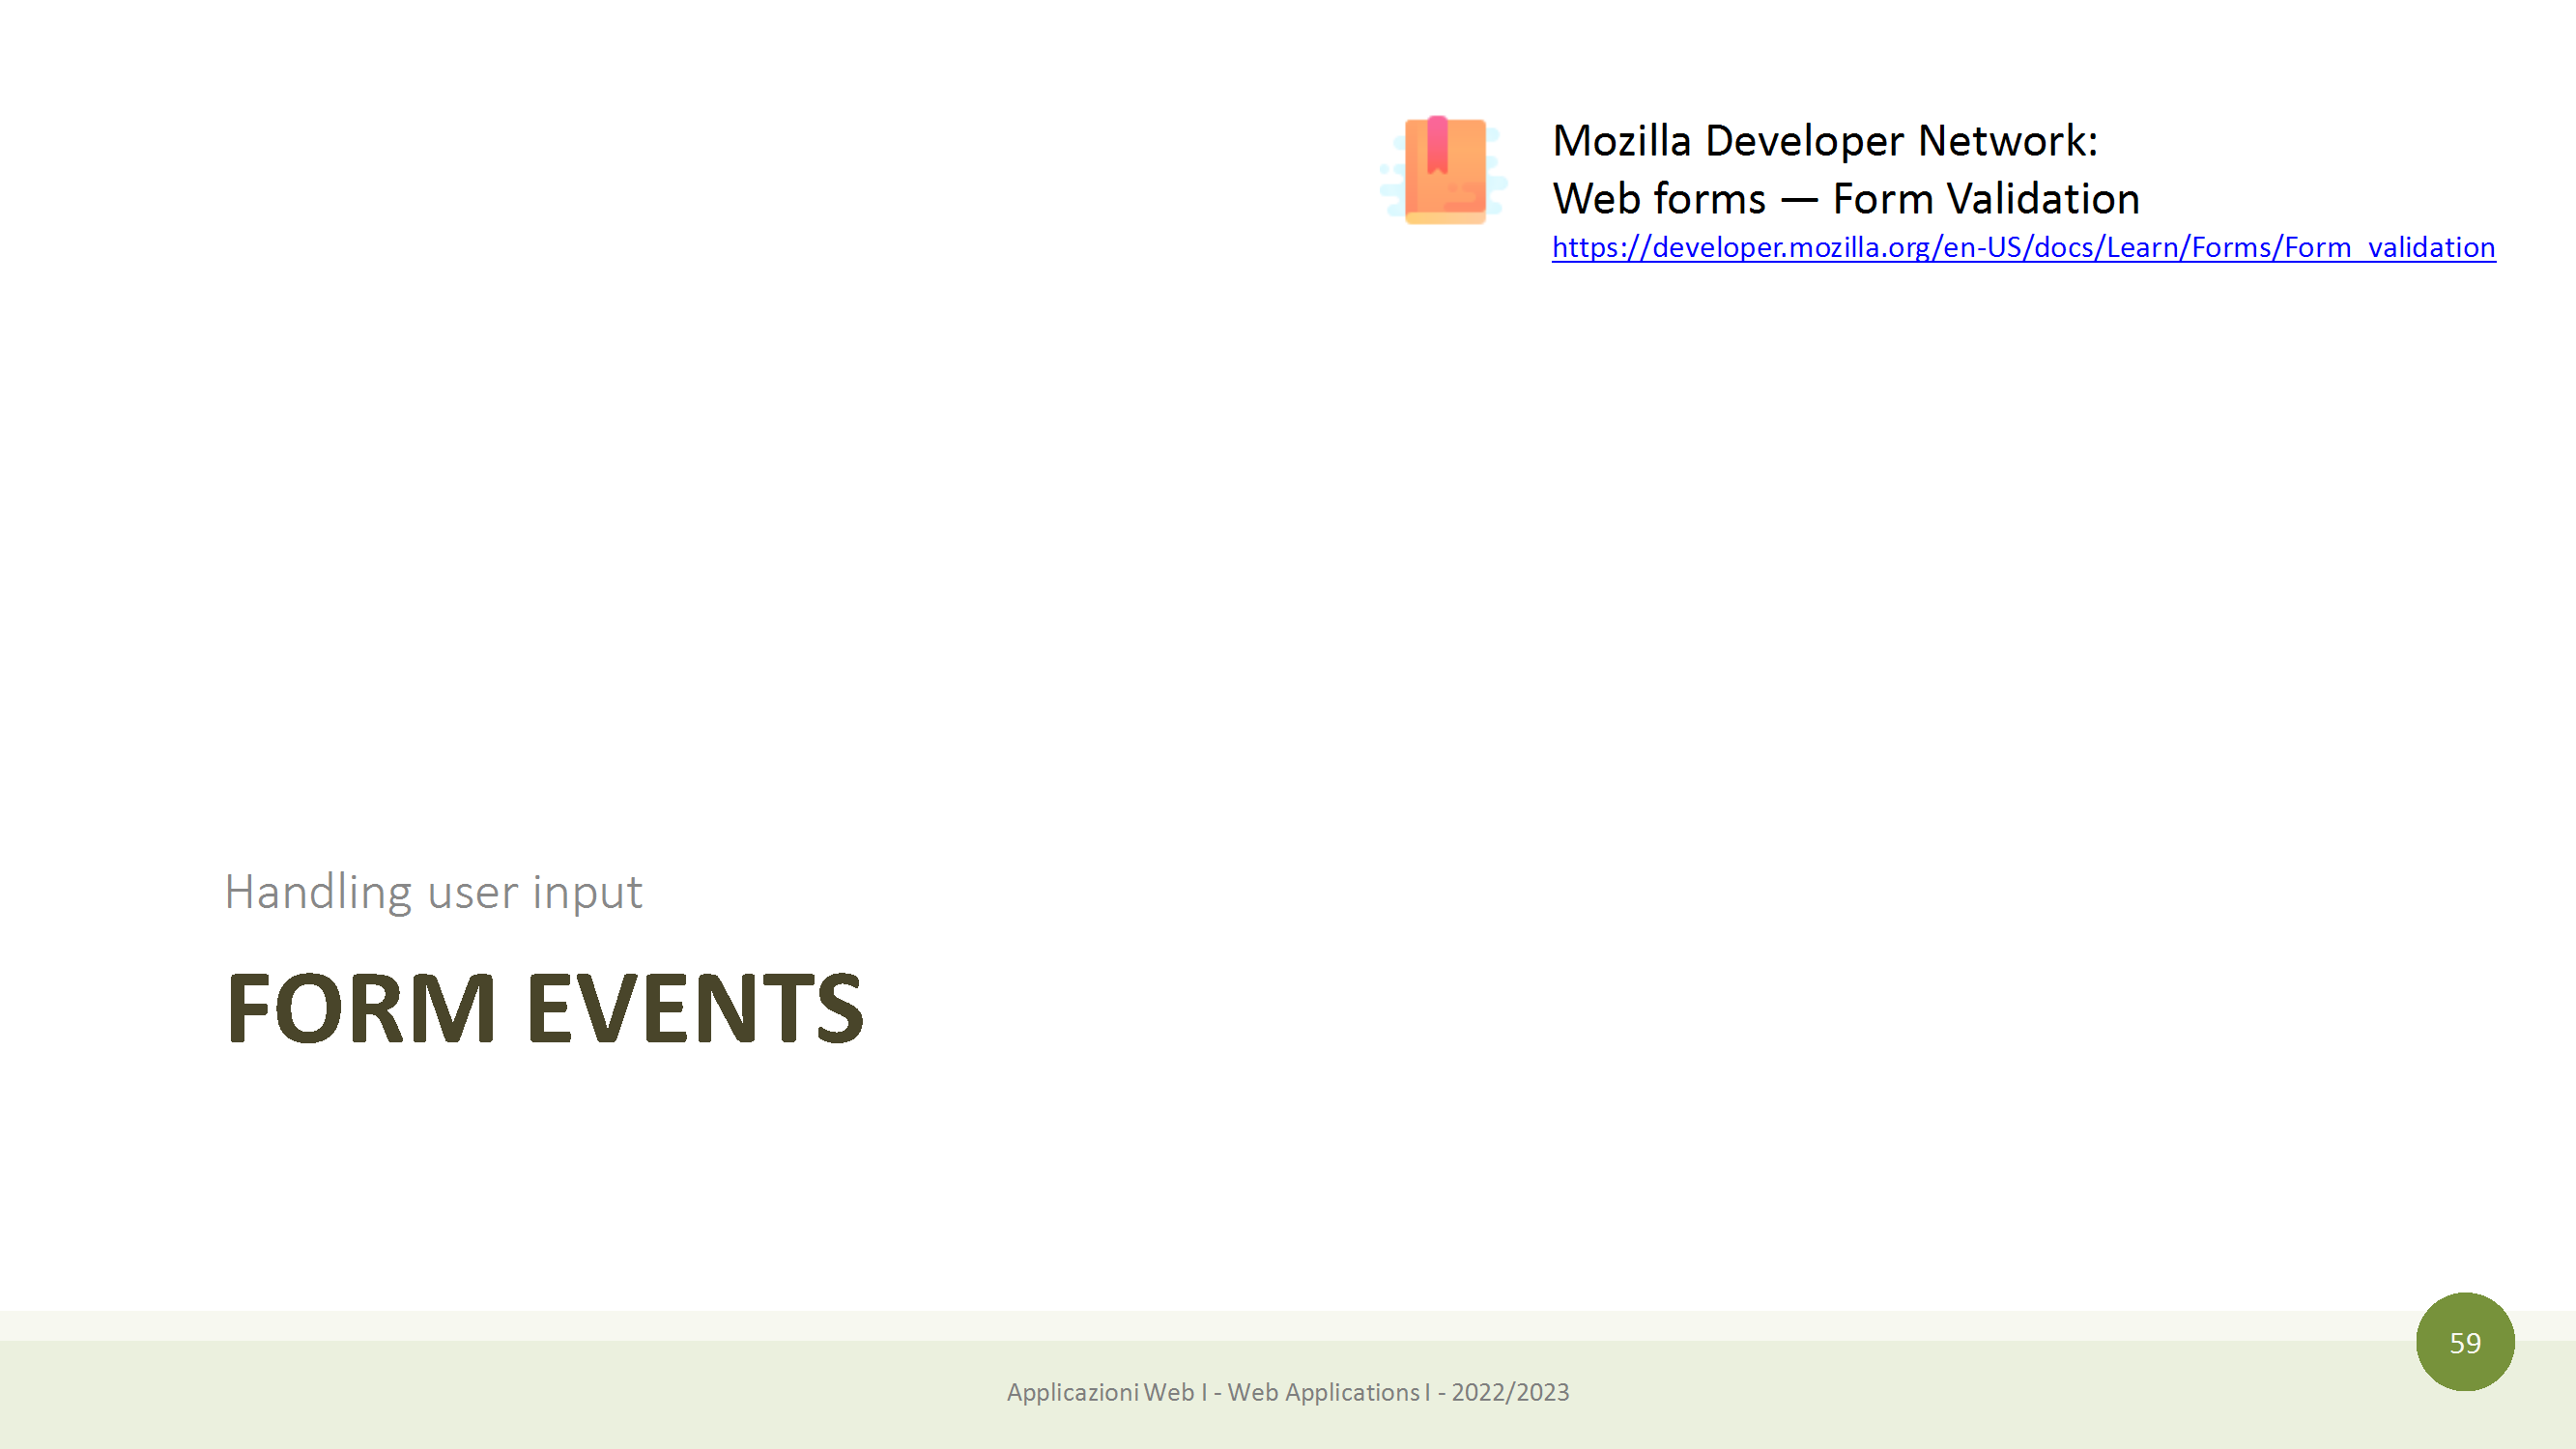 Mozilla Developer Network:
Web forms — Form Validation
https://developer.mozilla.org/en-US/docs/Learn/Forms/Form_validation
Handling user input
FORM EVENTS
59
Applicazioni Web I - Web Applications I - 2022/2023